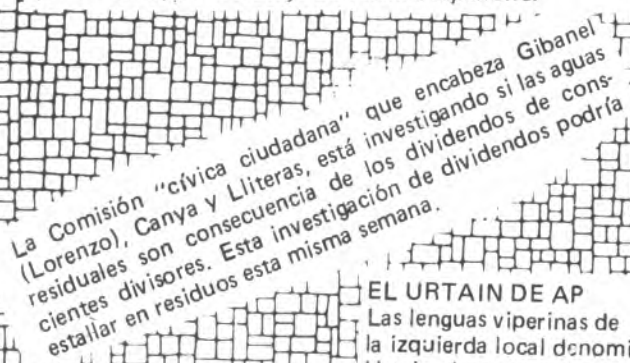 La Comisión "cívica ciudadana" que encabeza Gibanel
(Lorenzo), Canya y Lliteras, está investigando si las aguas
residuales son consecuencia de los dividendos de cons-
cientes divisores. Esta investigación de dividendos podría
estallar en residuos esta misma semana.
EL URTAIN DE AP
Las lenguas viperinas de
la izquierda local denomi